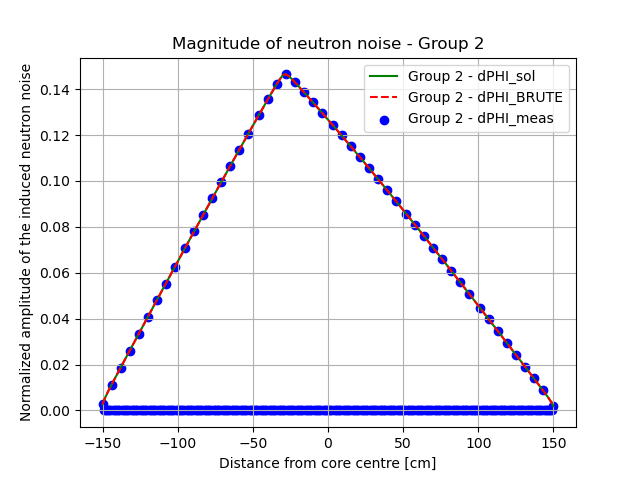 Magnitude of neutron noise - Group 2
Normalized amplitude of the induced neutron noise
0.14
0.12
0.10
0.08
0.06
0.04
0.02
0.00
Group 2 - dPHI_sol
Group 2 - dPHI_BRUTE
Group 2 - dPHI_meas
−150
−100
−50
0
50
100
150
Distance from core centre [cm]